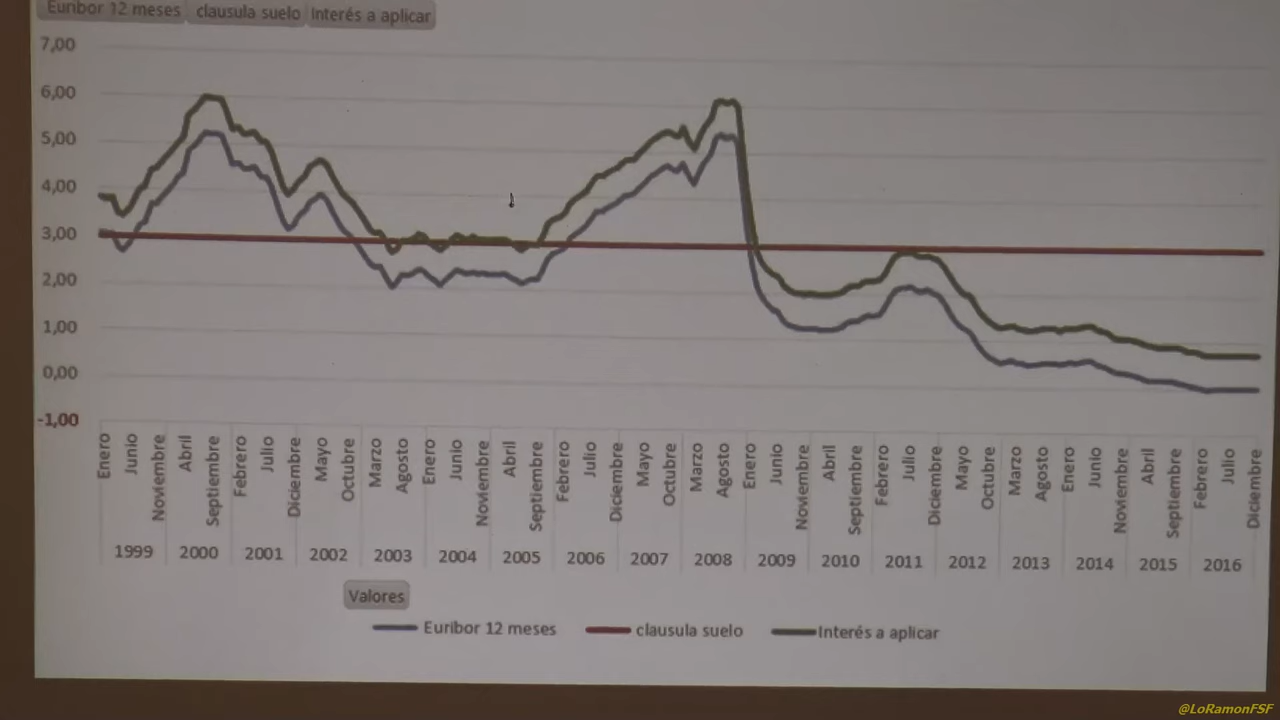 Euribor 12 meses clausula suelo Interés a aplicar
7,00
6,00
5,00
4,00
3,00
2,00
1,00
0,00
-1,00
Enero Junio Noviembre Abril Septiembre Febrero Julio Diciembre Mayo Octubre Marzo Agosto Enero Junio Noviembre Abril Septiembre Febrero Julio Diciembre Mayo Octubre Marzo Agosto Enero Junio Noviembre Abril Septiembre Febrero Julio Diciembre Mayo Octubre Marzo Agosto Enero Junio Noviembre Abril Septiembre Febrero Julio Diciembre
1999 2000 2001 2002 2003 2004 2005 2006 2007 2008 2009 2010 2011 2012 2013 2014 2015 2016
Valores
Euribor 12 meses clausula suelo Interés a aplicar
@LoRamonFSF